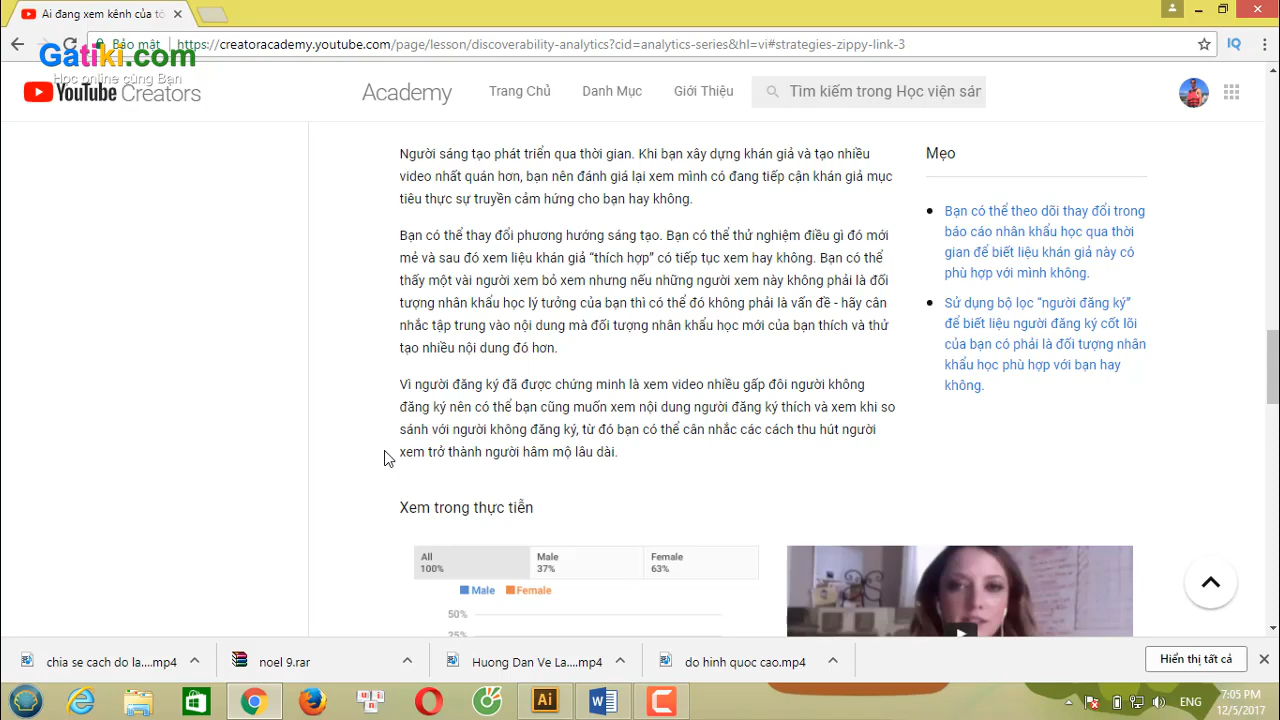 Ai đang xem kênh của tô
Bảo mật
https://creatoracademy.youtube.com/page/lesson/discoverability-analytics?cid=analytics-series&hl=vi#strategies-zippy-link-3
IQ
Gatiki.com
Học online cùng Bạn
YouTube Creators
Academy
Trang Chủ
Danh Mục
Giới Thiệu
Tìm kiếm trong Học viện sár
Người sáng tạo phát triển qua thời gian. Khi bạn xây dựng khán giả và tạo nhiều
video nhất quán hơn, bạn nên đánh giá lại xem mình có đang tiếp cận khán giả mục
tiêu thực sự truyền cảm hứng cho bạn hay không.
Bạn có thể thay đổi phương hướng sáng tạo. Bạn có thể thử nghiệm điều gì đó mới
mẻ và sau đó xem liệu khán giả “thích hợp” có tiếp tục xem hay không. Bạn có thể
thấy một vài người xem bỏ xem nhưng nếu những người xem này không phải là đối
tượng nhân khẩu học lý tưởng của bạn thì có thể đó không phải là vấn đề - hãy cân
nhắc tập trung vào nội dung mà đối tượng nhân khẩu học mới của bạn thích và thử
tạo nhiều nội dung đó hơn.
Vì người đăng ký đã được chứng minh là xem video nhiều gấp đôi người không
đăng ký nên có thể bạn cũng muốn xem nội dung người đăng ký thích và xem khi so
sánh với người không đăng ký, từ đó bạn có thể cân nhắc các cách thu hút người
xem trở thành người hâm mộ lâu dài.
Mẹo
Bạn có thể theo dõi thay đổi trong
báo cáo nhân khẩu học qua thời
gian để biết liệu khán giả này có
phù hợp với mình không.
Sử dụng bộ lọc “người đăng ký”
để biết liệu người đăng ký cốt lõi
của bạn có phải là đối tượng nhân
khẩu học phù hợp với bạn hay
không.
Xem trong thực tiễn
All
100%
Male
37%
Female
63%
Male
Female
50%
25%
chia se cach do la....mp4
noel 9.rar
Huong Dan Ve La....mp4
do hinh quoc cao.mp4
Hiển thị tất cả
Ai
ENG
7:05 PM
12/5/2017